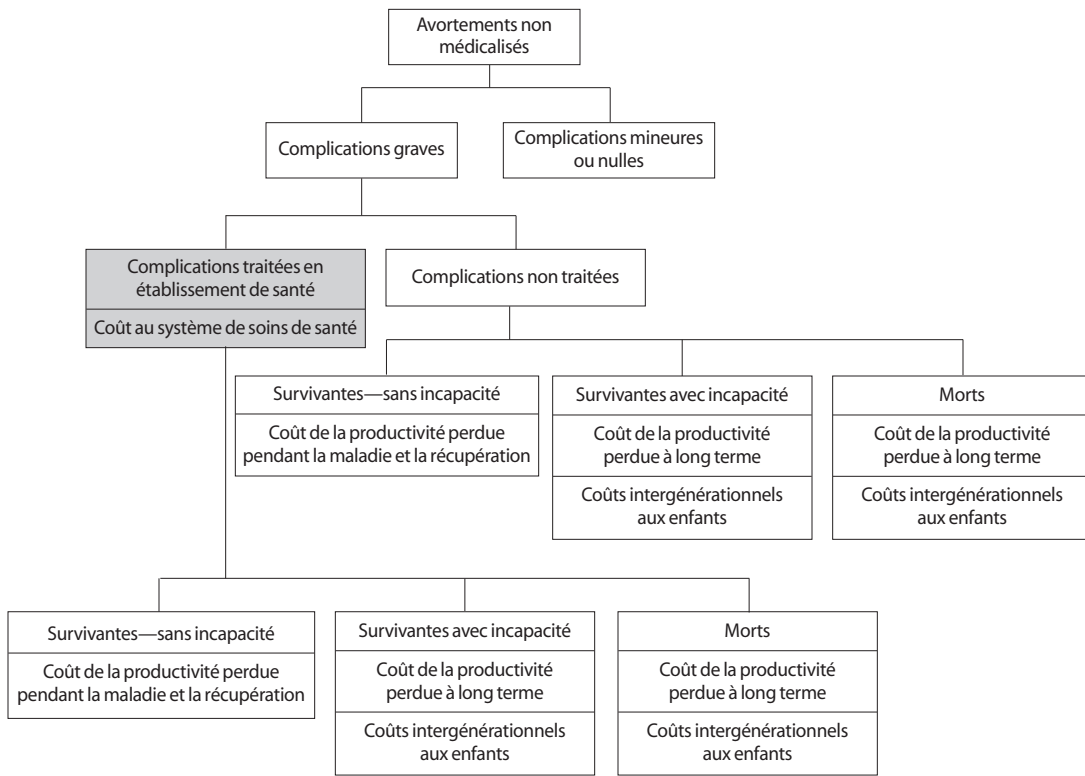 Avortements non
médicalisés
Complications graves
Complications mineures
ou nulles
Complications traitées en
établissement de santé
Coût au système de soins de santé
Complications non traitées
Survivantes—sans incapacité
Coût de la productivité perdue
pendant la maladie et la récupération
Survivantes avec incapacité
Coût de la productivité
perdue à long terme
Coûts intergénérationnels
aux enfants
Morts
Coût de la productivité
perdue à long terme
Coûts intergénérationnels
aux enfants
Survivantes—sans incapacité
Coût de la productivité perdue
pendant la maladie et la récupération
Survivantes avec incapacité
Coût de la productivité
perdue à long terme
Coûts intergénérationnels
aux enfants
Morts
Coût de la productivité
perdue à long terme
Coûts intergénérationnels
aux enfants